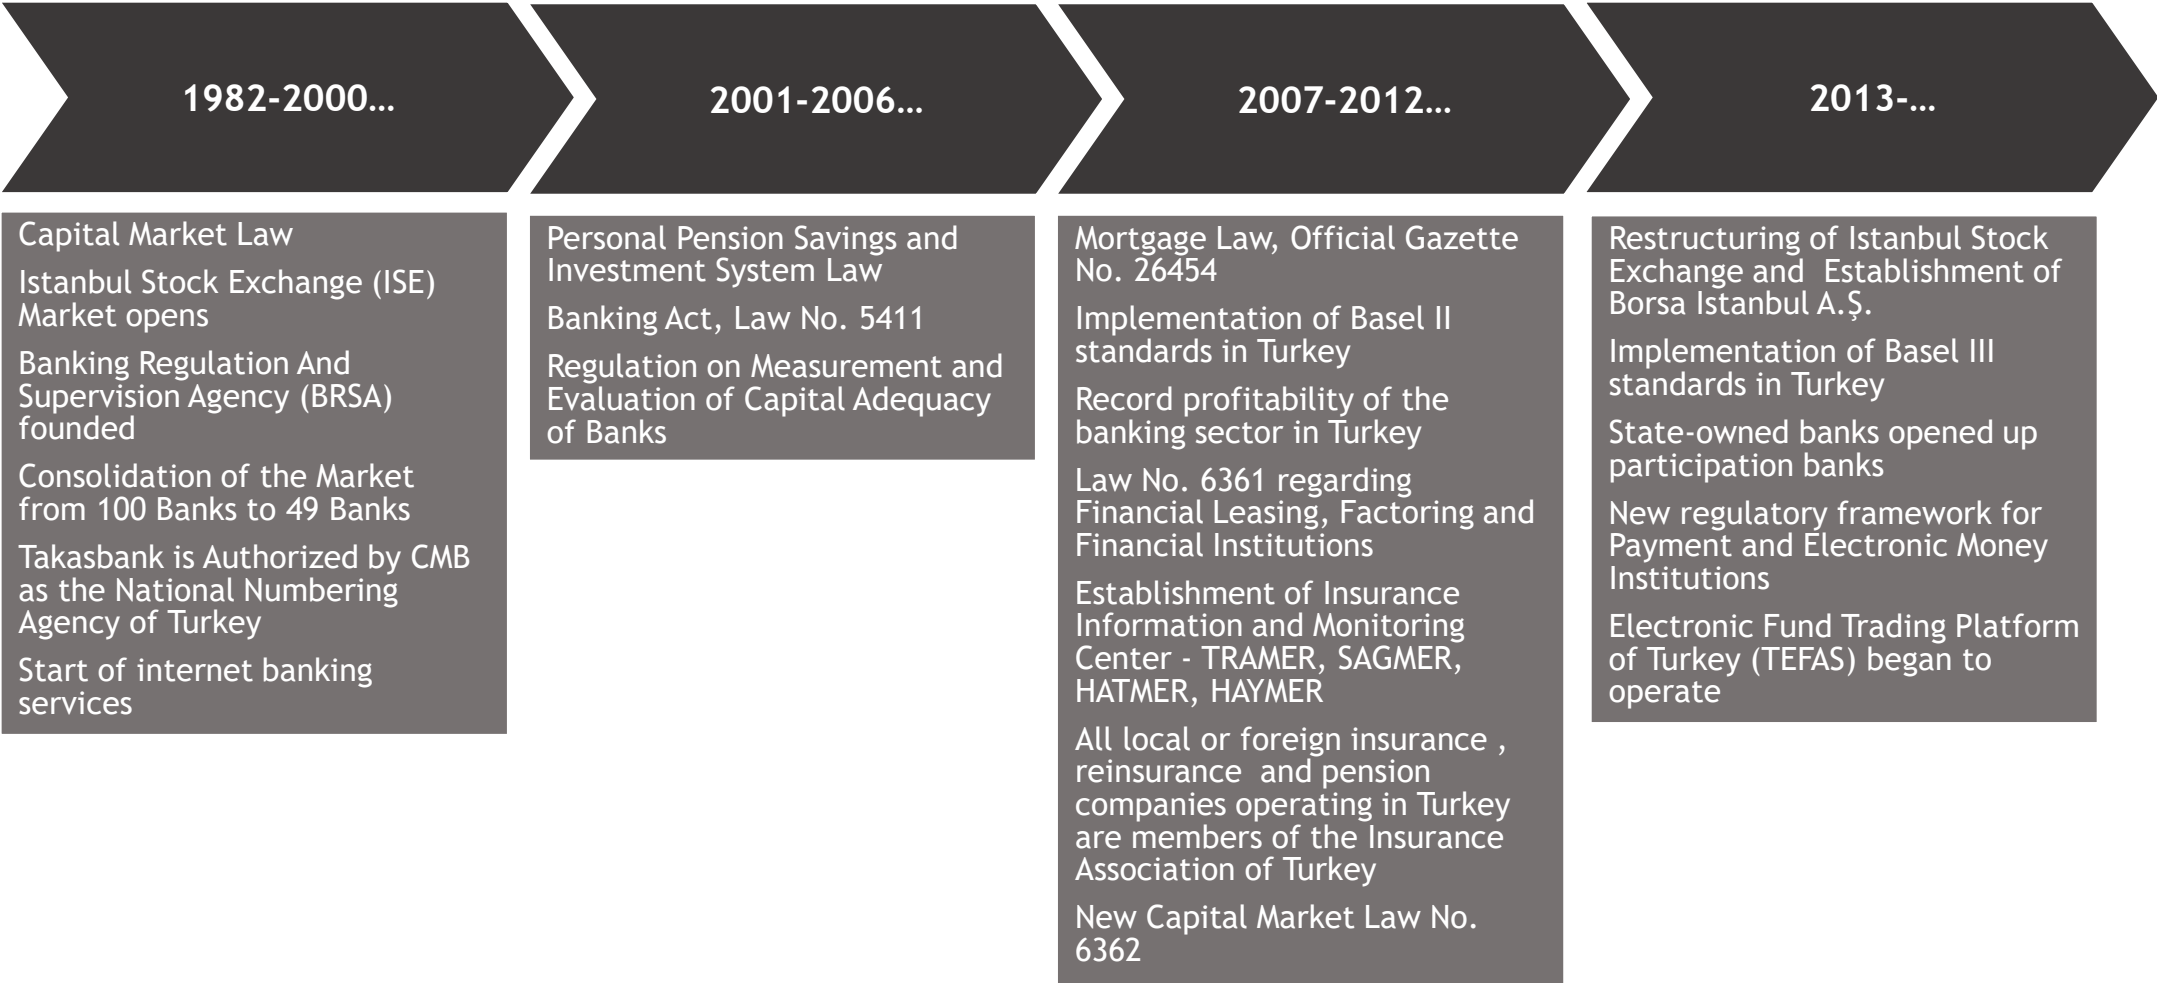 1982-2000…
2001-2006…
2007-2012…
2013-…
Capital Market Law
Istanbul Stock Exchange (ISE)
Market opens
Banking Regulation And
Supervision Agency (BRSA)
founded
Consolidation of the Market
from 100 Banks to 49 Banks
Takasbank is Authorized by CMB
as the National Numbering
Agency of Turkey
Start of internet banking
services
Personal Pension Savings and
Investment System Law
Banking Act, Law No. 5411
Regulation on Measurement and
Evaluation of Capital Adequacy
of Banks
Mortgage Law, Official Gazette
No. 26454
Implementation of Basel II
standards in Turkey
Record profitability of the
banking sector in Turkey
Law No. 6361 regarding
Financial Leasing, Factoring and
Financial Institutions
Establishment of Insurance
Information and Monitoring
Center - TRAMER, SAGMER,
HATMER, HAYMER
All local or foreign insurance ,
reinsurance  and pension
companies operating in Turkey
are members of the Insurance
Association of Turkey
New Capital Market Law No.
6362
Restructuring of Istanbul Stock
Exchange and  Establishment of
Borsa Istanbul A.Ş.
Implementation of Basel III
standards in Turkey
State-owned banks opened up
participation banks
New regulatory framework for
Payment and Electronic Money
Institutions
Electronic Fund Trading Platform
of Turkey (TEFAS) began to
operate